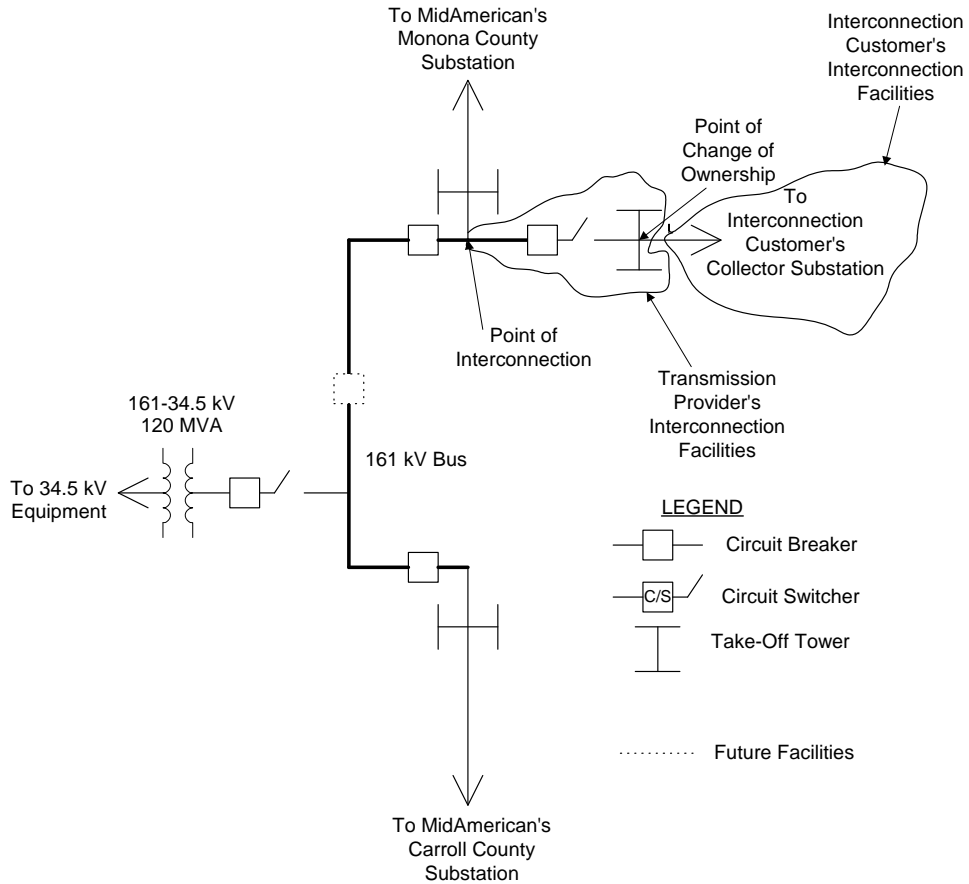 To MidAmerican's
Monona County
Substation
Interconnection
Customer's
Interconnection
Facilities
Point of
Change of
Ownership
To
Interconnection
Customer's
Collector Substation
L
Point of
Interconnection
Transmission
Provider's
Interconnection
Facilities
161-34.5 kV
120 MVA
161 kV Bus
To 34.5 kV
Equipment
LEGEND
Circuit Breaker
C/S
Circuit Switcher
Take-Off Tower
Future Facilities
To MidAmerican's
Carroll County
Substation